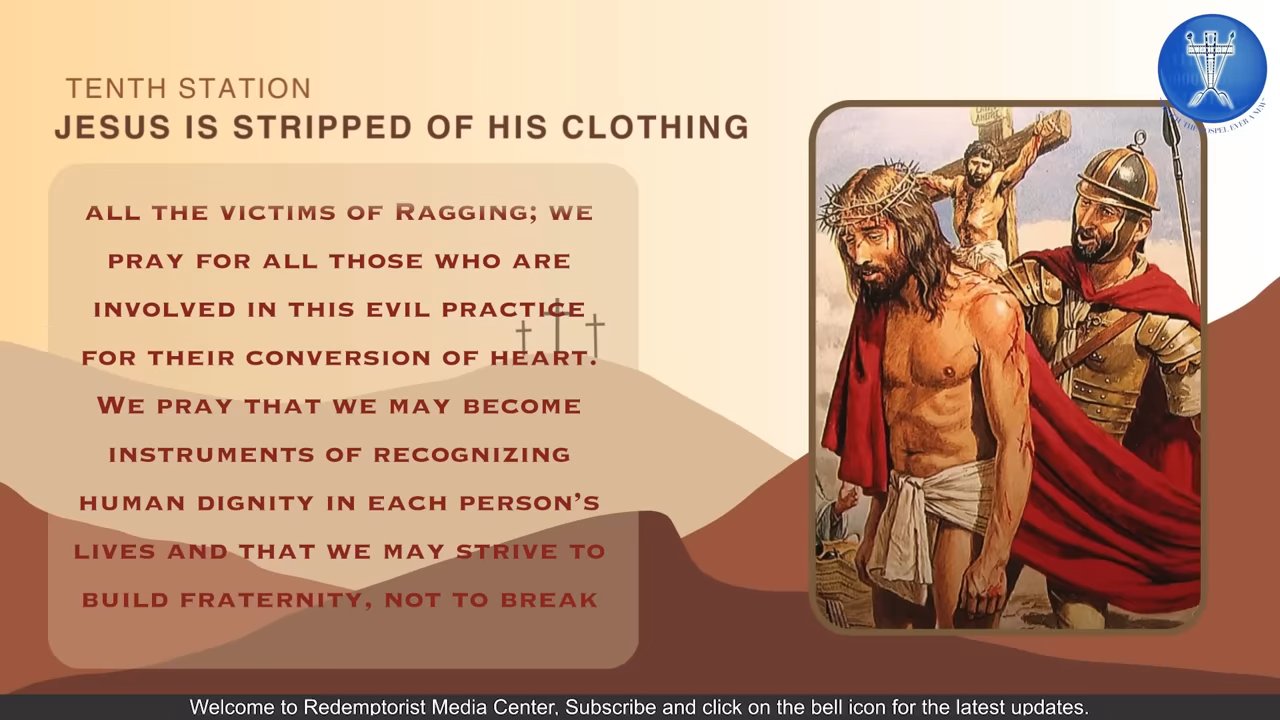 TENTH STATION
JESUS IS STRIPPED OF HIS CLOTHING
ALL THE VICTIMS OF RAGGING; WE
PRAY FOR ALL THOSE WHO ARE
INVOLVED IN THIS EVIL PRACTICE
FOR THEIR CONVERSION OF HEART.
WE PRAY THAT WE MAY BECOME
INSTRUMENTS OF RECOGNIZING
HUMAN DIGNITY IN EACH PERSON’S
LIVES AND THAT WE MAY STRIVE TO
BUILD FRATERNITY, NOT TO BREAK
Welcome to Redemptorist Media Center, Subscribe and click on the bell icon for the latest updates.